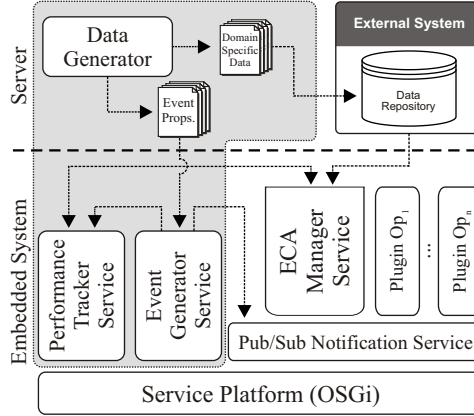 External System
Data
Generator
Domain
Specific
Data
Server
Data
Repository
Event
Props.
Embedded System
Performance
Tracker
Service
Event
Generator
Service
ECA
Manager
Service
Plugin Op1
...
Plugin Opn
Pub/Sub Notification Service
Service Platform (OSGi)